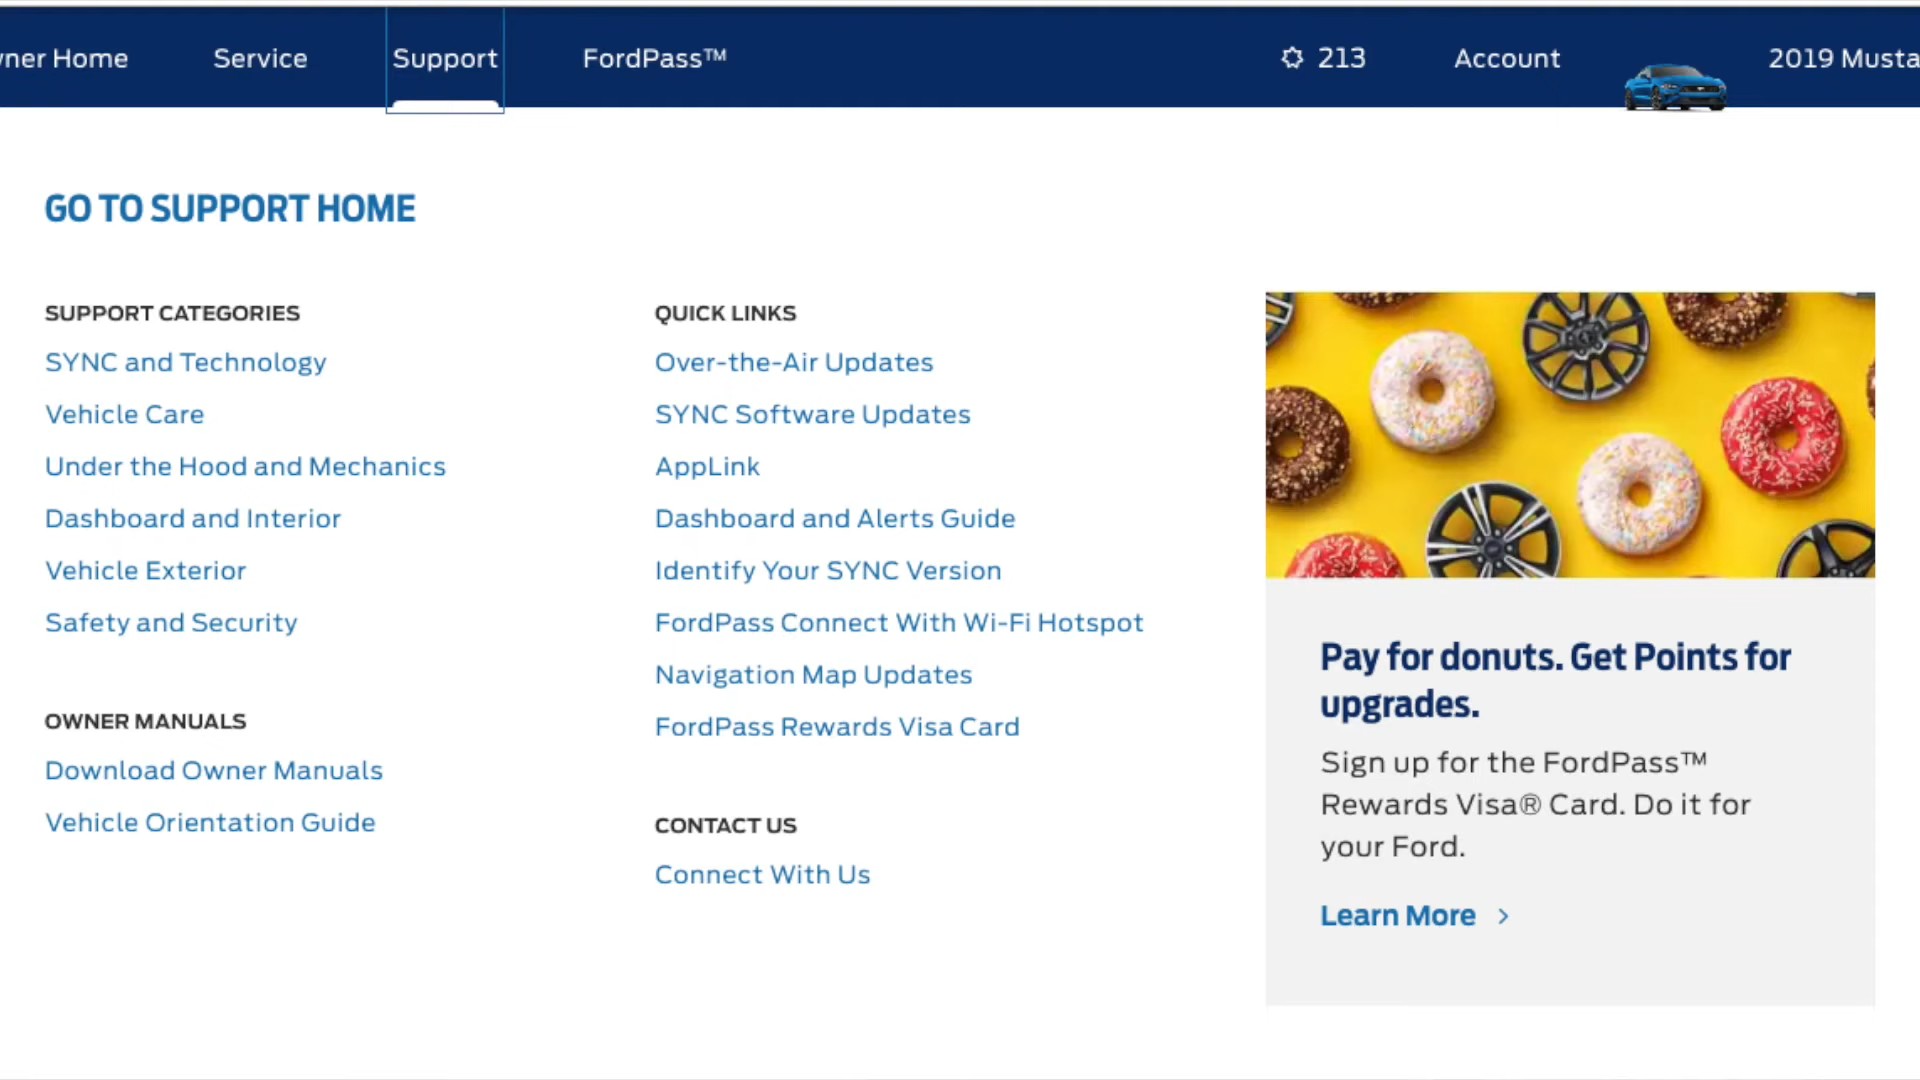 Home
Service
Support
FordPass™
213
Account
2019
GO TO SUPPORT HOME
SUPPORT CATEGORIES
SYNC and Technology
Vehicle Care
Under the Hood and Mechanics
Dashboard and Interior
Vehicle Exterior
Safety and Security
OWNER MANUALS
Download Owner Manuals
Vehicle Orientation Guide
QUICK LINKS
Over-the-Air Updates
SYNC Software Updates
AppLink
Dashboard and Alerts Guide
Identify Your SYNC Version
FordPass Connect With Wi-Fi Hotspot
Navigation Map Updates
FordPass Rewards Visa Card
CONTACT US
Connect With Us
Pay for donuts. Get Points for
upgrades.
Sign up for the FordPass™
Rewards Visa® Card. Do it for
your Ford.
Learn More